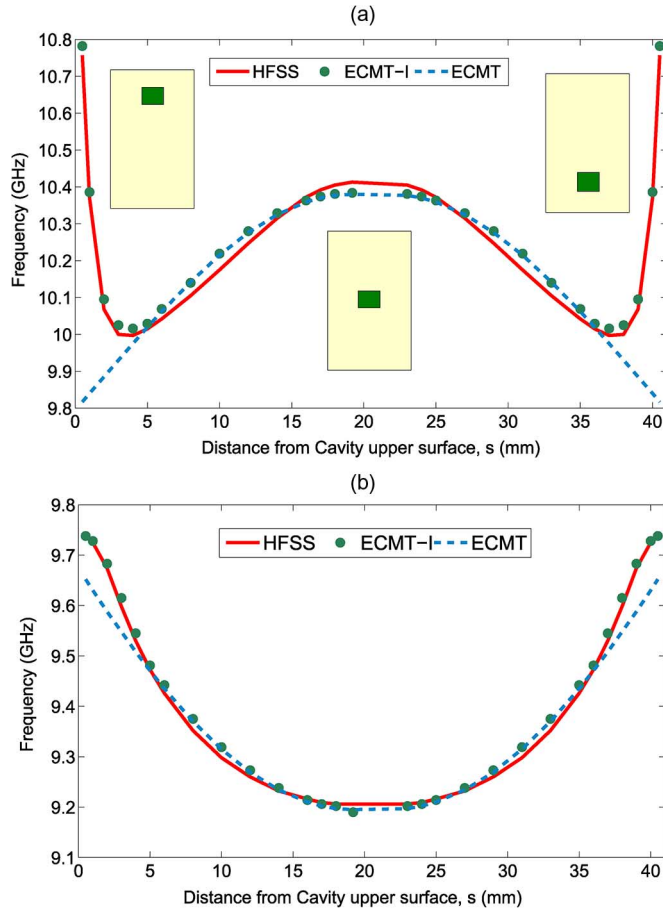 (a)
10.8
10.7
10.6
10.5
10.4
10.3
10.2
10.1
10
9.9
9.8
Frequency (GHz)
HFSS ECMT-I ECMT
0 5 10 15 20 25 30 35 40
Distance from Cavity upper surface, s (mm)
(b)
9.8
9.7
9.6
9.5
9.4
9.3
9.2
9.1
Frequency (GHz)
HFSS ECMT-I ECMT
0 5 10 15 20 25 30 35 40
Distance from Cavity upper surface, s (mm)